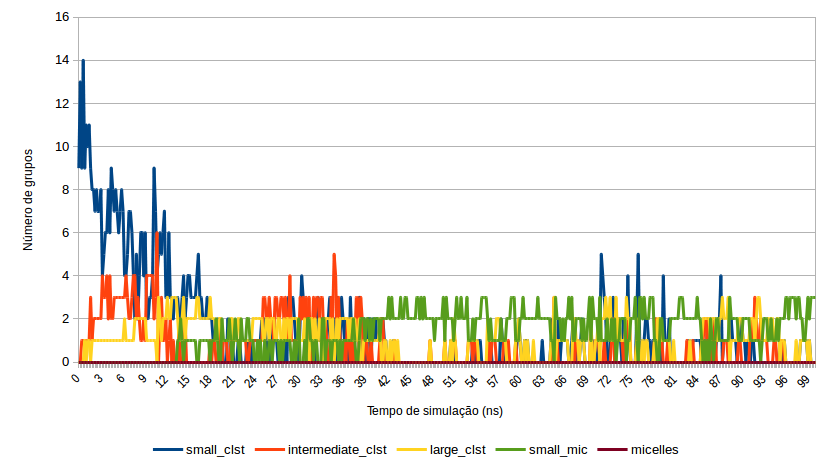 16
14
12
10
8
6
4
2
0
Número de grupos
0 3 6 9 12 15 18 21 24 27 30 33 36 39 42 45 48 51 54 57 60 63 66 69 72 75 78 81 84 87 90 93 96 99
Tempo de simulação (ns)
small_clst intermediate_clst large_clst small_mic micelles